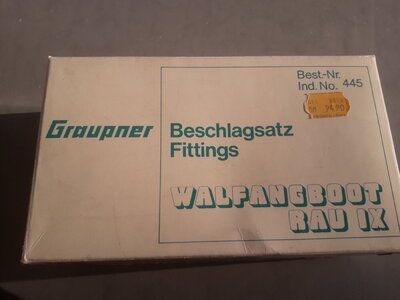 Best.-Nr.
Ind. No. 445
Graupner
Beschlagsatz
Fittings
WALFANGBOOT
RAU IX